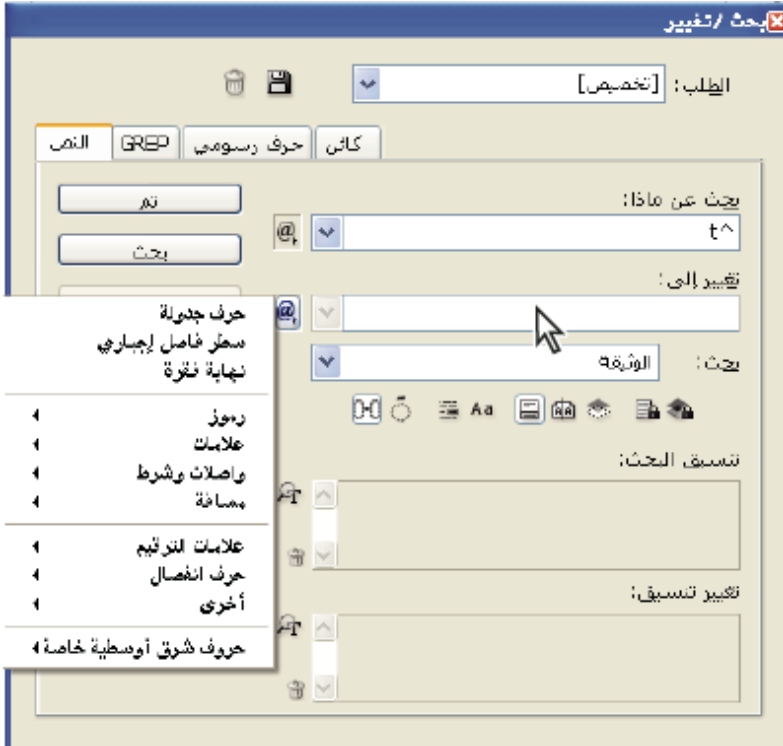 بحث /تغيير
الطلب: [تخصيص]
النص GREP حرف رسومي كائن
تم
بحث
بحث عن ماذا:
^t
تغيير إلى:
بحث: الوثيقة
Aa
تنسيق البحث:
تغيير تنسيق:
حرف جدولة
سطر فاصل إجباري
نهاية فقرة
رموز
علامات
واصلات وشرط
مسافة
علامات الترقيم
حرف انفصال
أخرى
حروف شرق أوسطية خاصة